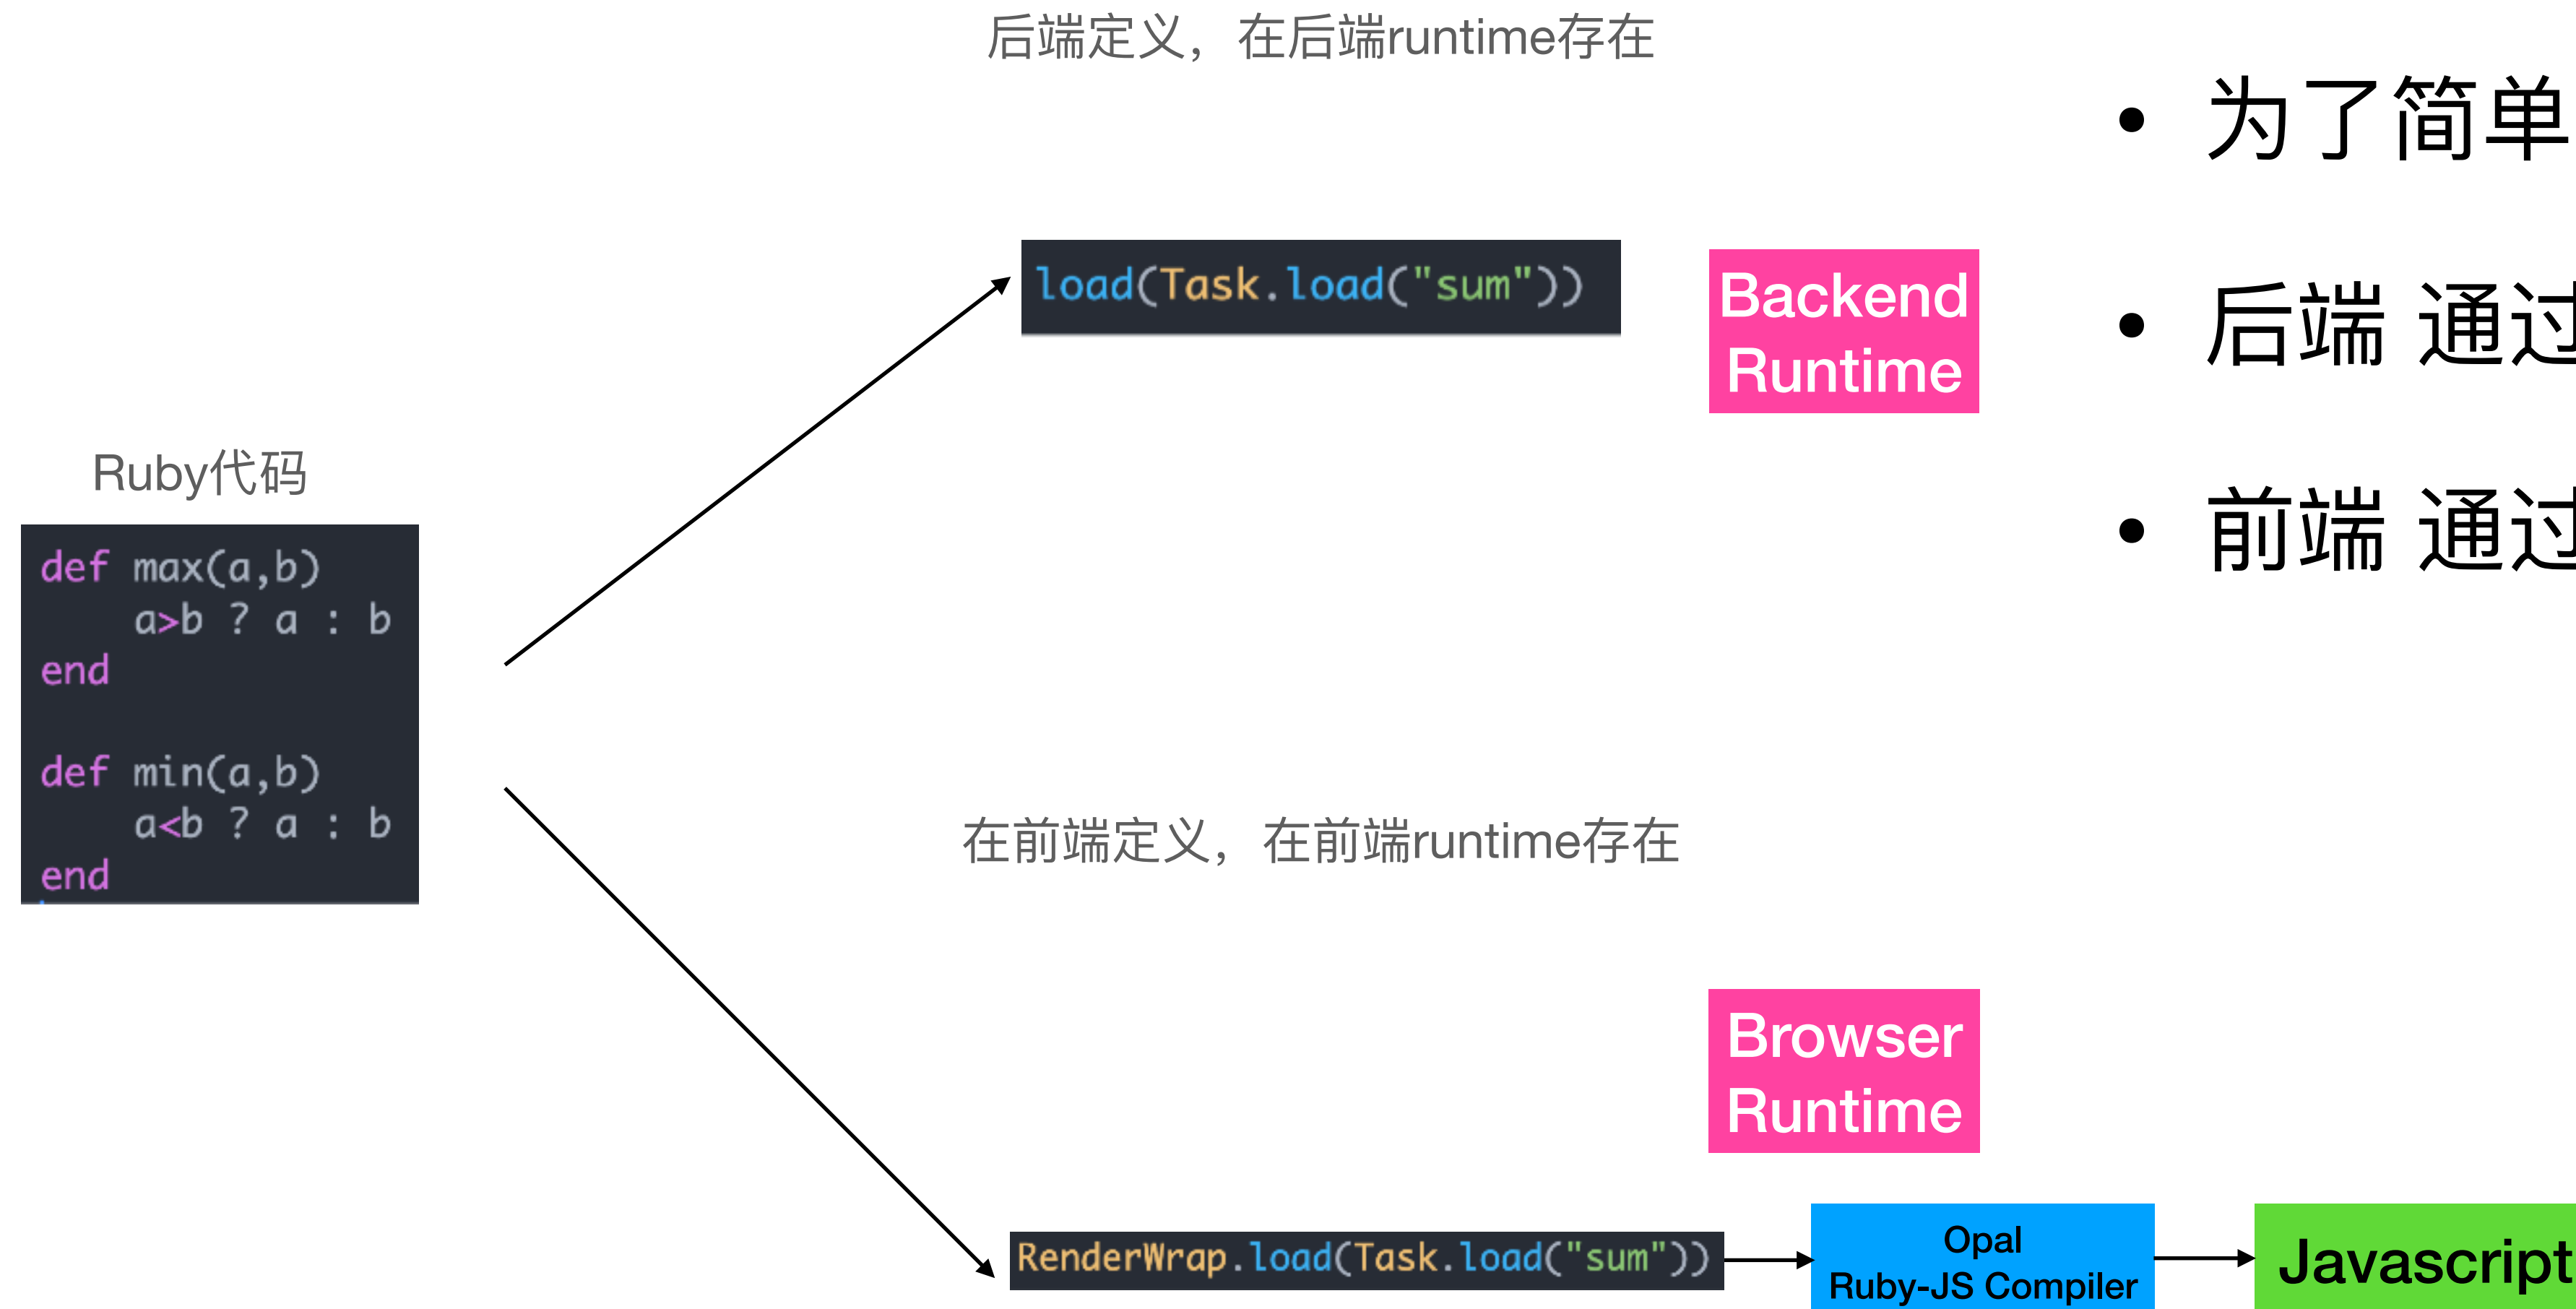 后端定义，在后端runtime存在
load(Task.load("sum"))
Backend
Runtime
Ruby代码
def max(a,b)
    a>b ? a : b
end
def min(a,b)
    a<b ? a : b
end
在前端定义，在前端runtime存在
Browser
Runtime
RenderWrap.load(Task.load("sum"))
Opal
Ruby-JS Compiler
Javascript
• 为了简单
• 后端 通过
• 前端 通过